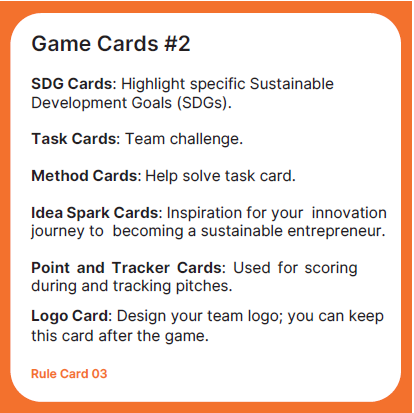 Game Cards #2
SDG Cards: Highlight specific Sustainable
Development Goals (SDGs).
Task Cards: Team challenge.
Method Cards: Help solve task card.
Idea Spark Cards: Inspiration for your innovation
journey to becoming a sustainable entrepreneur.
Point and Tracker Cards: Used for scoring
during and tracking pitches.
Logo Card: Design your team logo; you can keep
this card after the game.
Rule Card 03